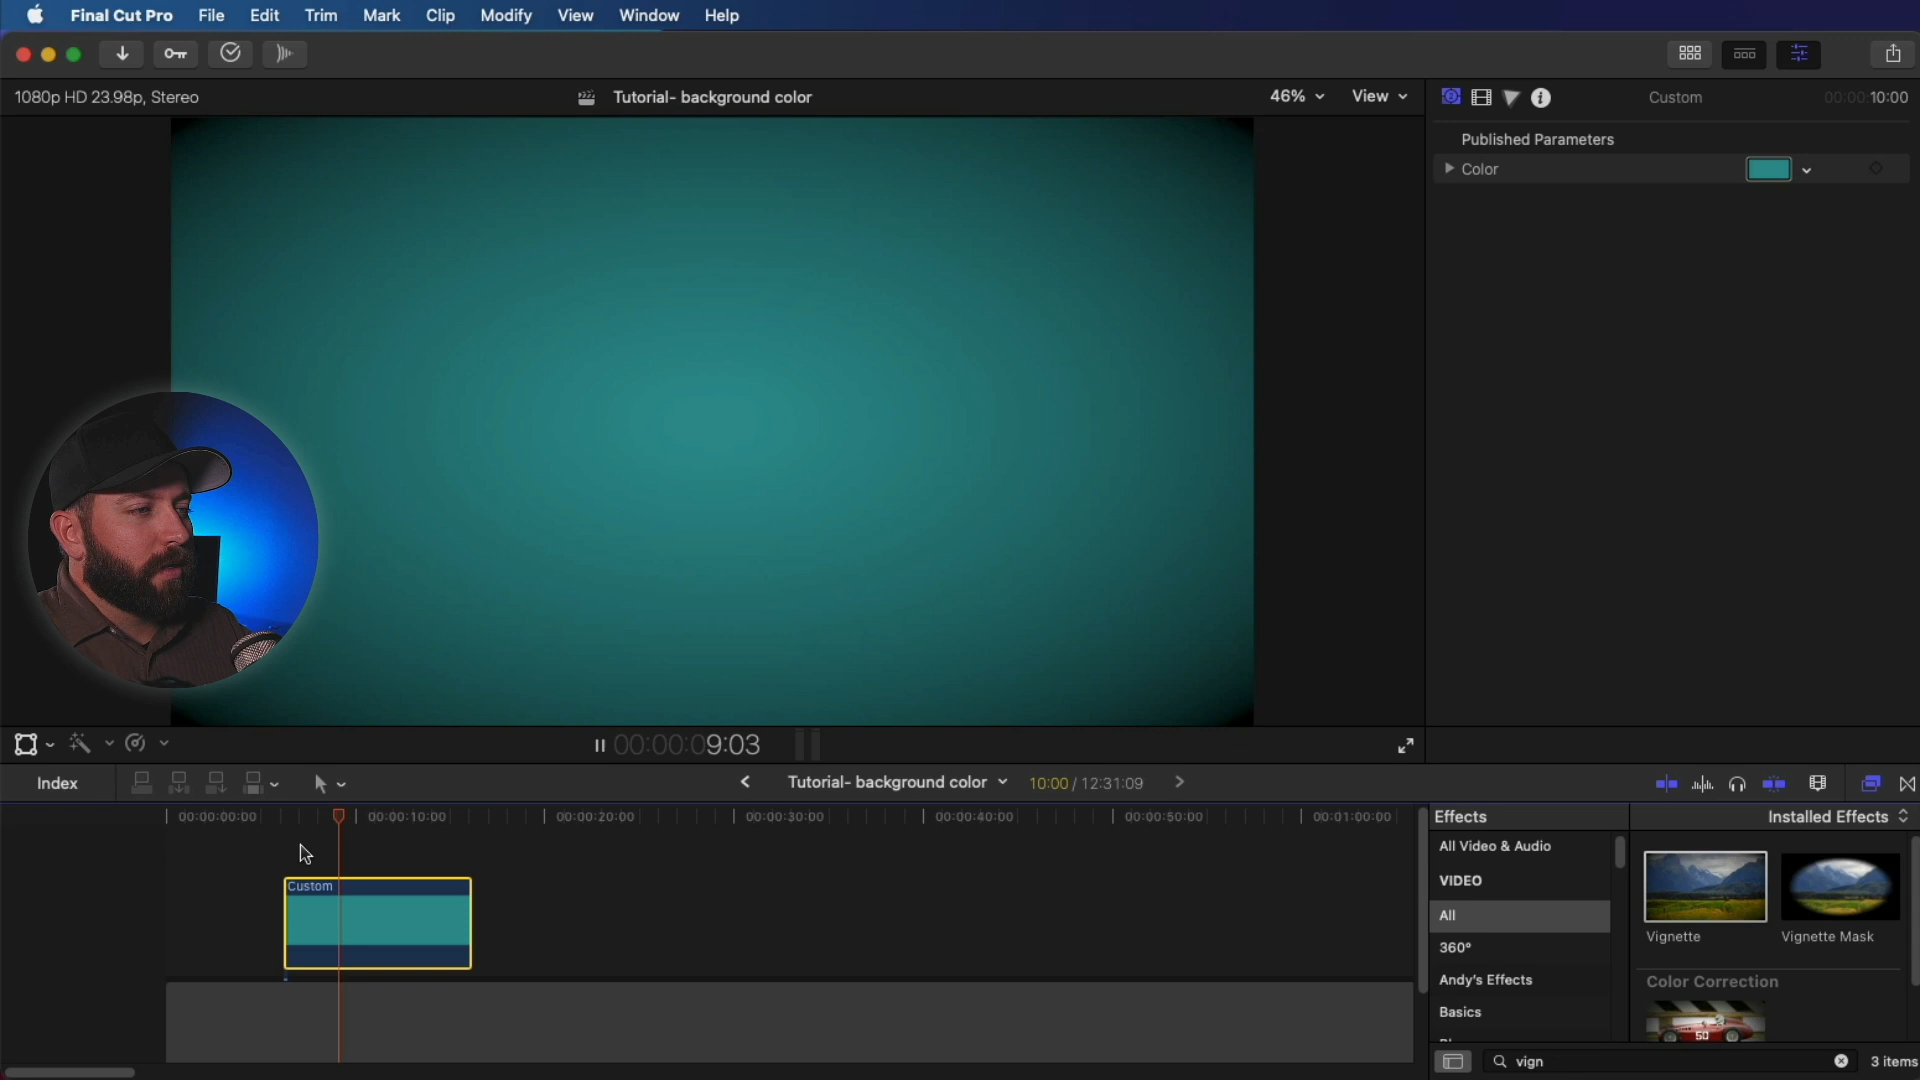 Final Cut Pro File Edit Trim Mark Clip Modify View Window Help
1080p HD 23.98p, Stereo
Tutorial- background color
46%
View
Custom
00:00:10:00
Published Parameters
Color
00:00:09:03
Index
Tutorial- background color
10:00 / 12:31:09
00:00:00:00
00:00:10:00
00:00:20:00
00:00:30:00
00:00:40:00
00:00:50:00
00:01:00:00
Custom
Effects
Installed Effects
All Video & Audio
VIDEO
All
360°
Andy's Effects
Basics
Vignette
Vignette Mask
Color Correction
50
vign
3 items